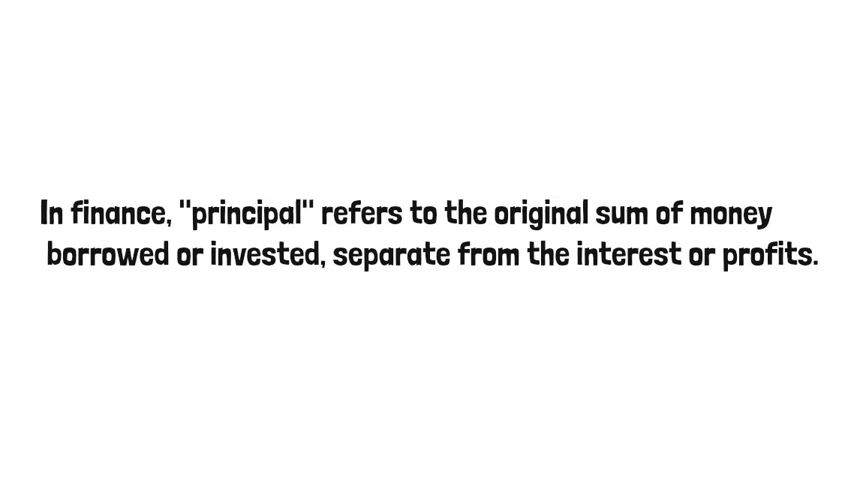 In finance, "principal" refers to the original sum of money
borrowed or invested, separate from the interest or profits.